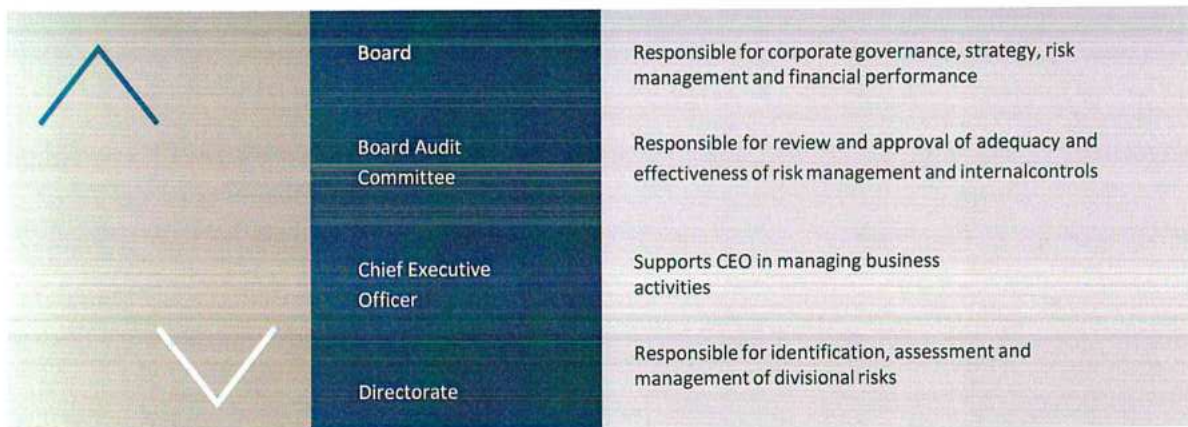 Board
Responsible for corporate governance, strategy, risk
management and financial performance
Board Audit
Committee
Responsible for review and approval of adequacy and
effectiveness of risk management and internalcontrols
Chief Executive
Officer
Supports CEO in managing business
activities
Directorate
Responsible for identification, assessment and
management of divisional risks